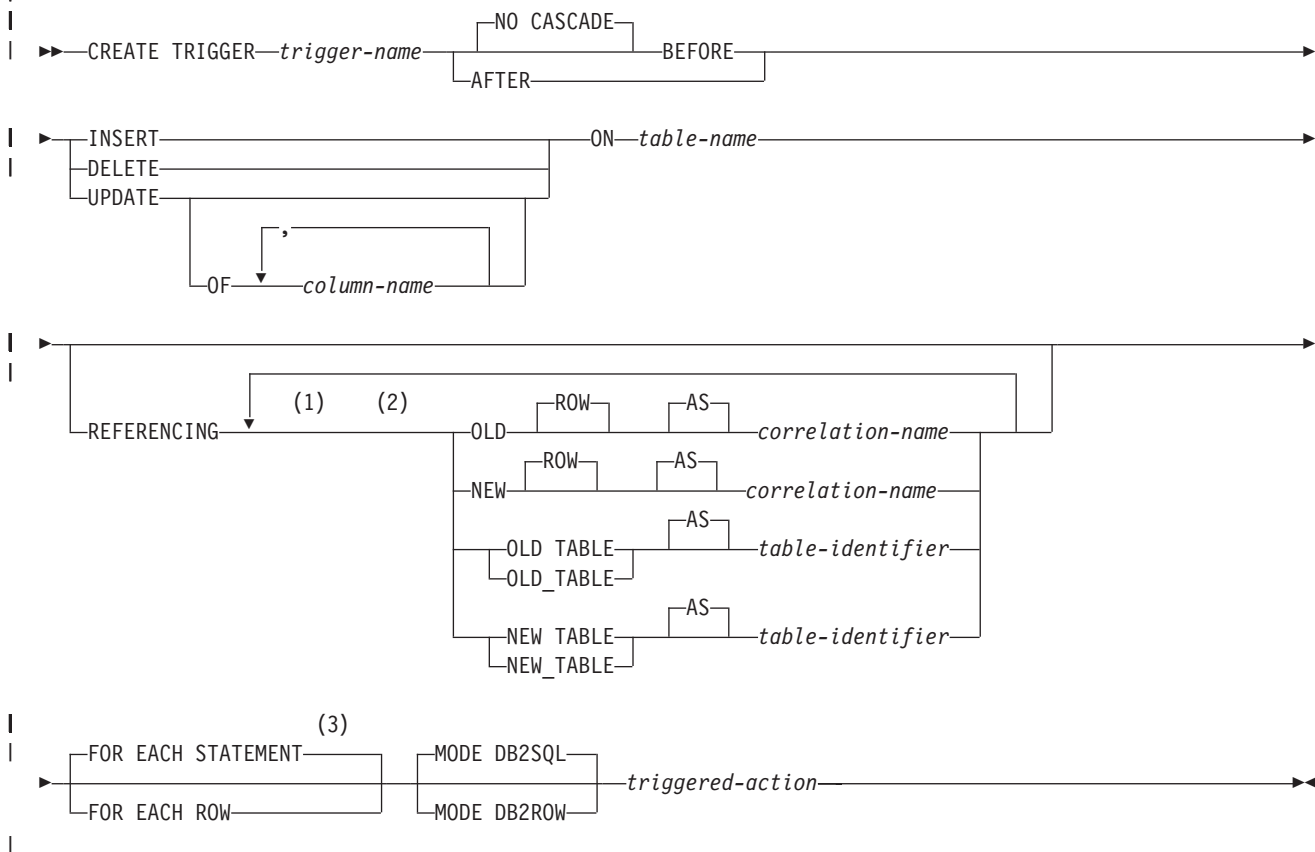 NO CASCADE
CREATE TRIGGER trigger-name BEFORE
AFTER
INSERT ON table-name
DELETE
UPDATE
,
OF column-name
(1) (2) ROW AS
REFERENCING OLD correlation-name
ROW AS
NEW correlation-name
AS
OLD TABLE table-identifier
OLD_TABLE
AS
NEW TABLE table-identifier
NEW_TABLE
(3)
FOR EACH STATEMENT MODE DB2SQL
triggered-action
FOR EACH ROW MODE DB2ROW